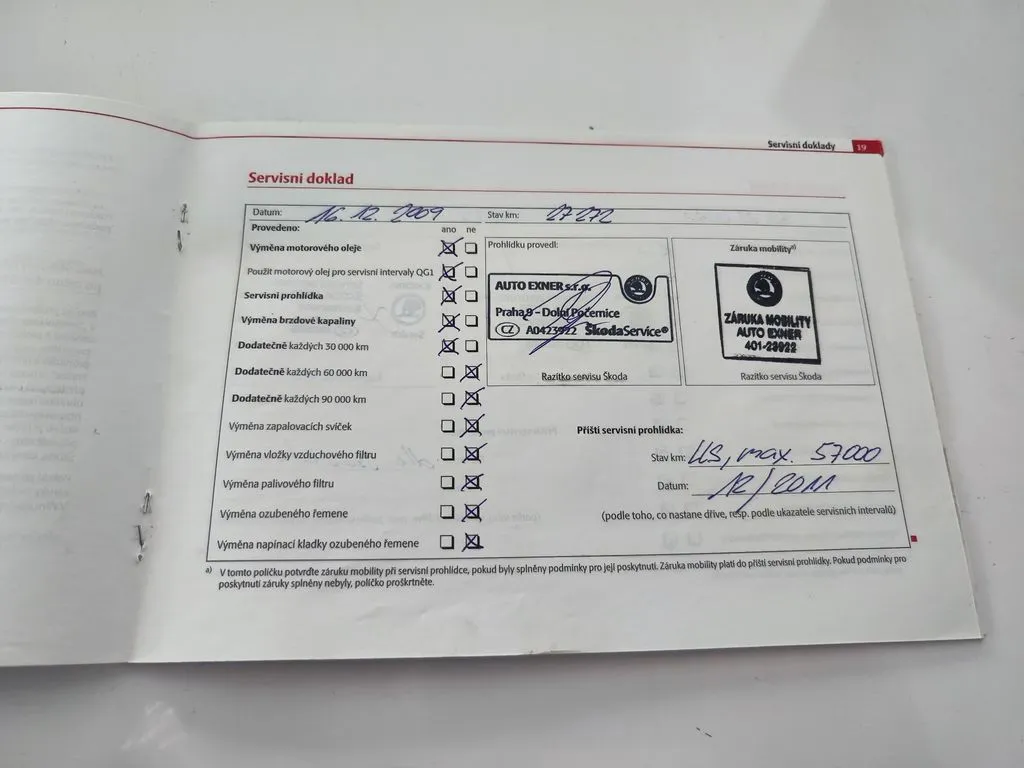 Servisní doklady 19
Servisní doklad
Datum: 16. 12. 2009 Stav km: 27 272
Provedeno: ano ne
Výměna motorového oleje
Použit motorový olej pro servisní intervaly QG1
Servisní prohlídka
Výměna brzdové kapaliny
Dodatečně každých 30 000 km
Dodatečně každých 60 000 km
Dodatečně každých 90 000 km
Výměna zapalovacích svíček
Výměna vložky vzduchového filtru
Výměna palivového filtru
Výměna ozubeného řemene
Výměna napínací kladky ozubeného řemene
Prohlídku provedl:
AUTO EXNER s.r.o.
Praha 9 - Dolní Počernice
CZ A0423922 ŠkodaService®
Razítko servisu Škoda
Záruka mobility a)
ZÁRUKA MOBILITY
AUTO EXNER
401-23922
Razítko servisu Škoda
Příští servisní prohlídka:
Stav km: US, max. 57000
Datum: 12/2011
(podle toho, co nastane dříve, resp. podle ukazatele servisních intervalů)
a) V tomto políčku potvrďte záruku mobility při servisní prohlídce, pokud byly splněny podmínky pro její poskytnutí. Záruka mobility platí do příští servisní prohlídky. Pokud podmínky pro
poskytnutí záruky splněny nebyly, políčko proškrtněte.